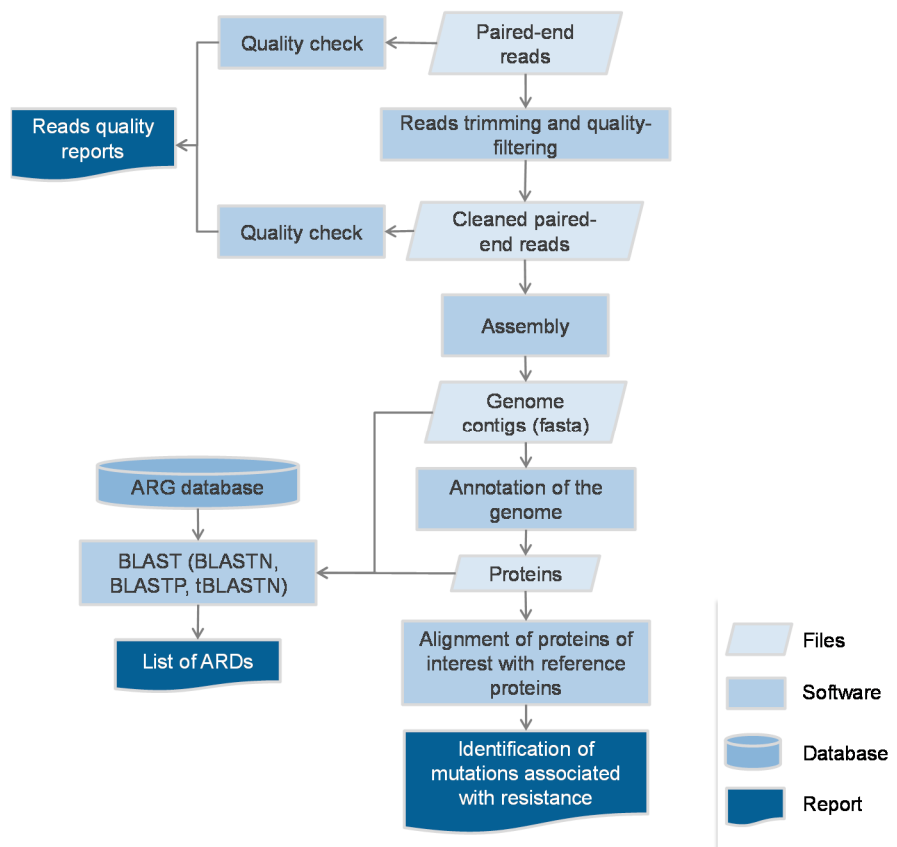 Quality check
Paired-end
reads
Reads quality
reports
Reads trimming and quality-
filtering
Quality check
Cleaned paired-
end reads
Assembly
Genome
contigs (fasta)
ARG database
Annotation of the
genome
BLAST (BLASTN,
BLASTP, tBLASTN)
Proteins
List of ARDs
Alignment of proteins of
interest with reference
proteins
Identification of
mutations associated
with resistance
Files
Software
Database
Report